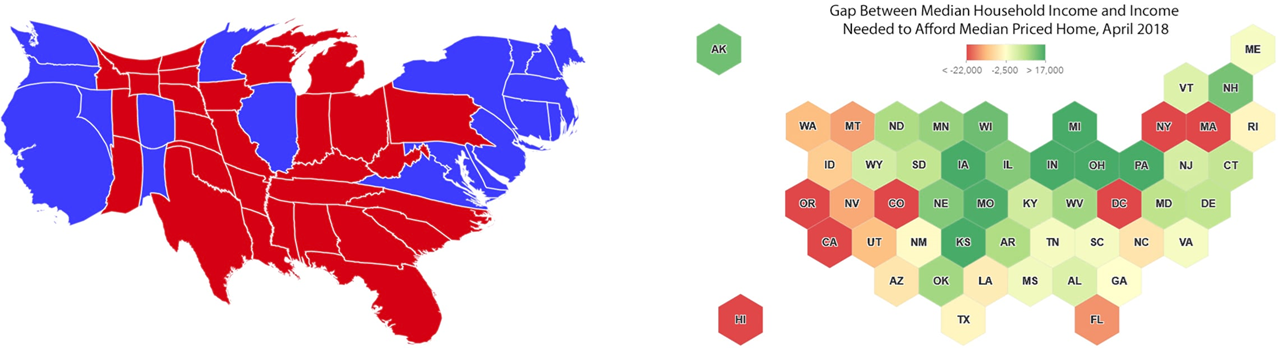 Gap Between Median Household Income and Income
Needed to Afford Median Priced Home, April 2018
< -22,000 -2,500 > 17,000
AK ME
VT NH
WA MT ND MN WI MI NY MA RI
ID WY SD IA IL IN OH PA NJ CT
OR NV CO NE MO KY WV DC MD DE
CA UT NM KS AR TN SC NC VA
AZ OK LA MS AL GA
HI TX FL